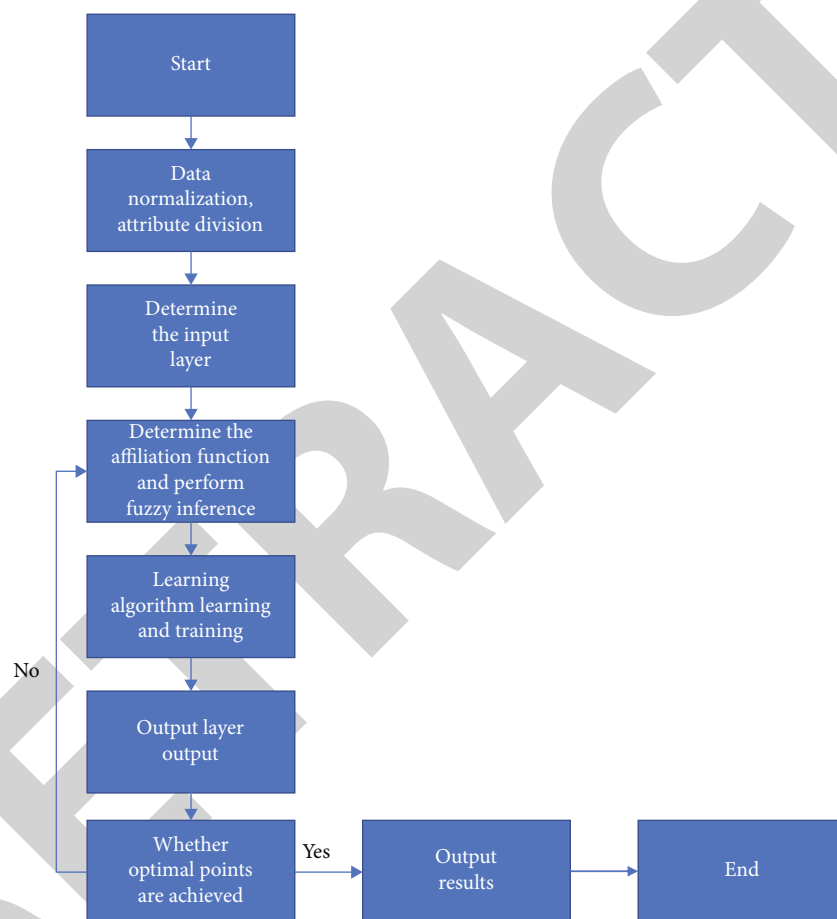 Start
Data
normalization,
attribute division
Determine
the input
layer
Determine the
affiliation function
and perform
fuzzy inference
Learning
algorithm learning
and training
No
Output layer
output
Whether
optimal points
are achieved
Yes
Output
results
End
ETRACT